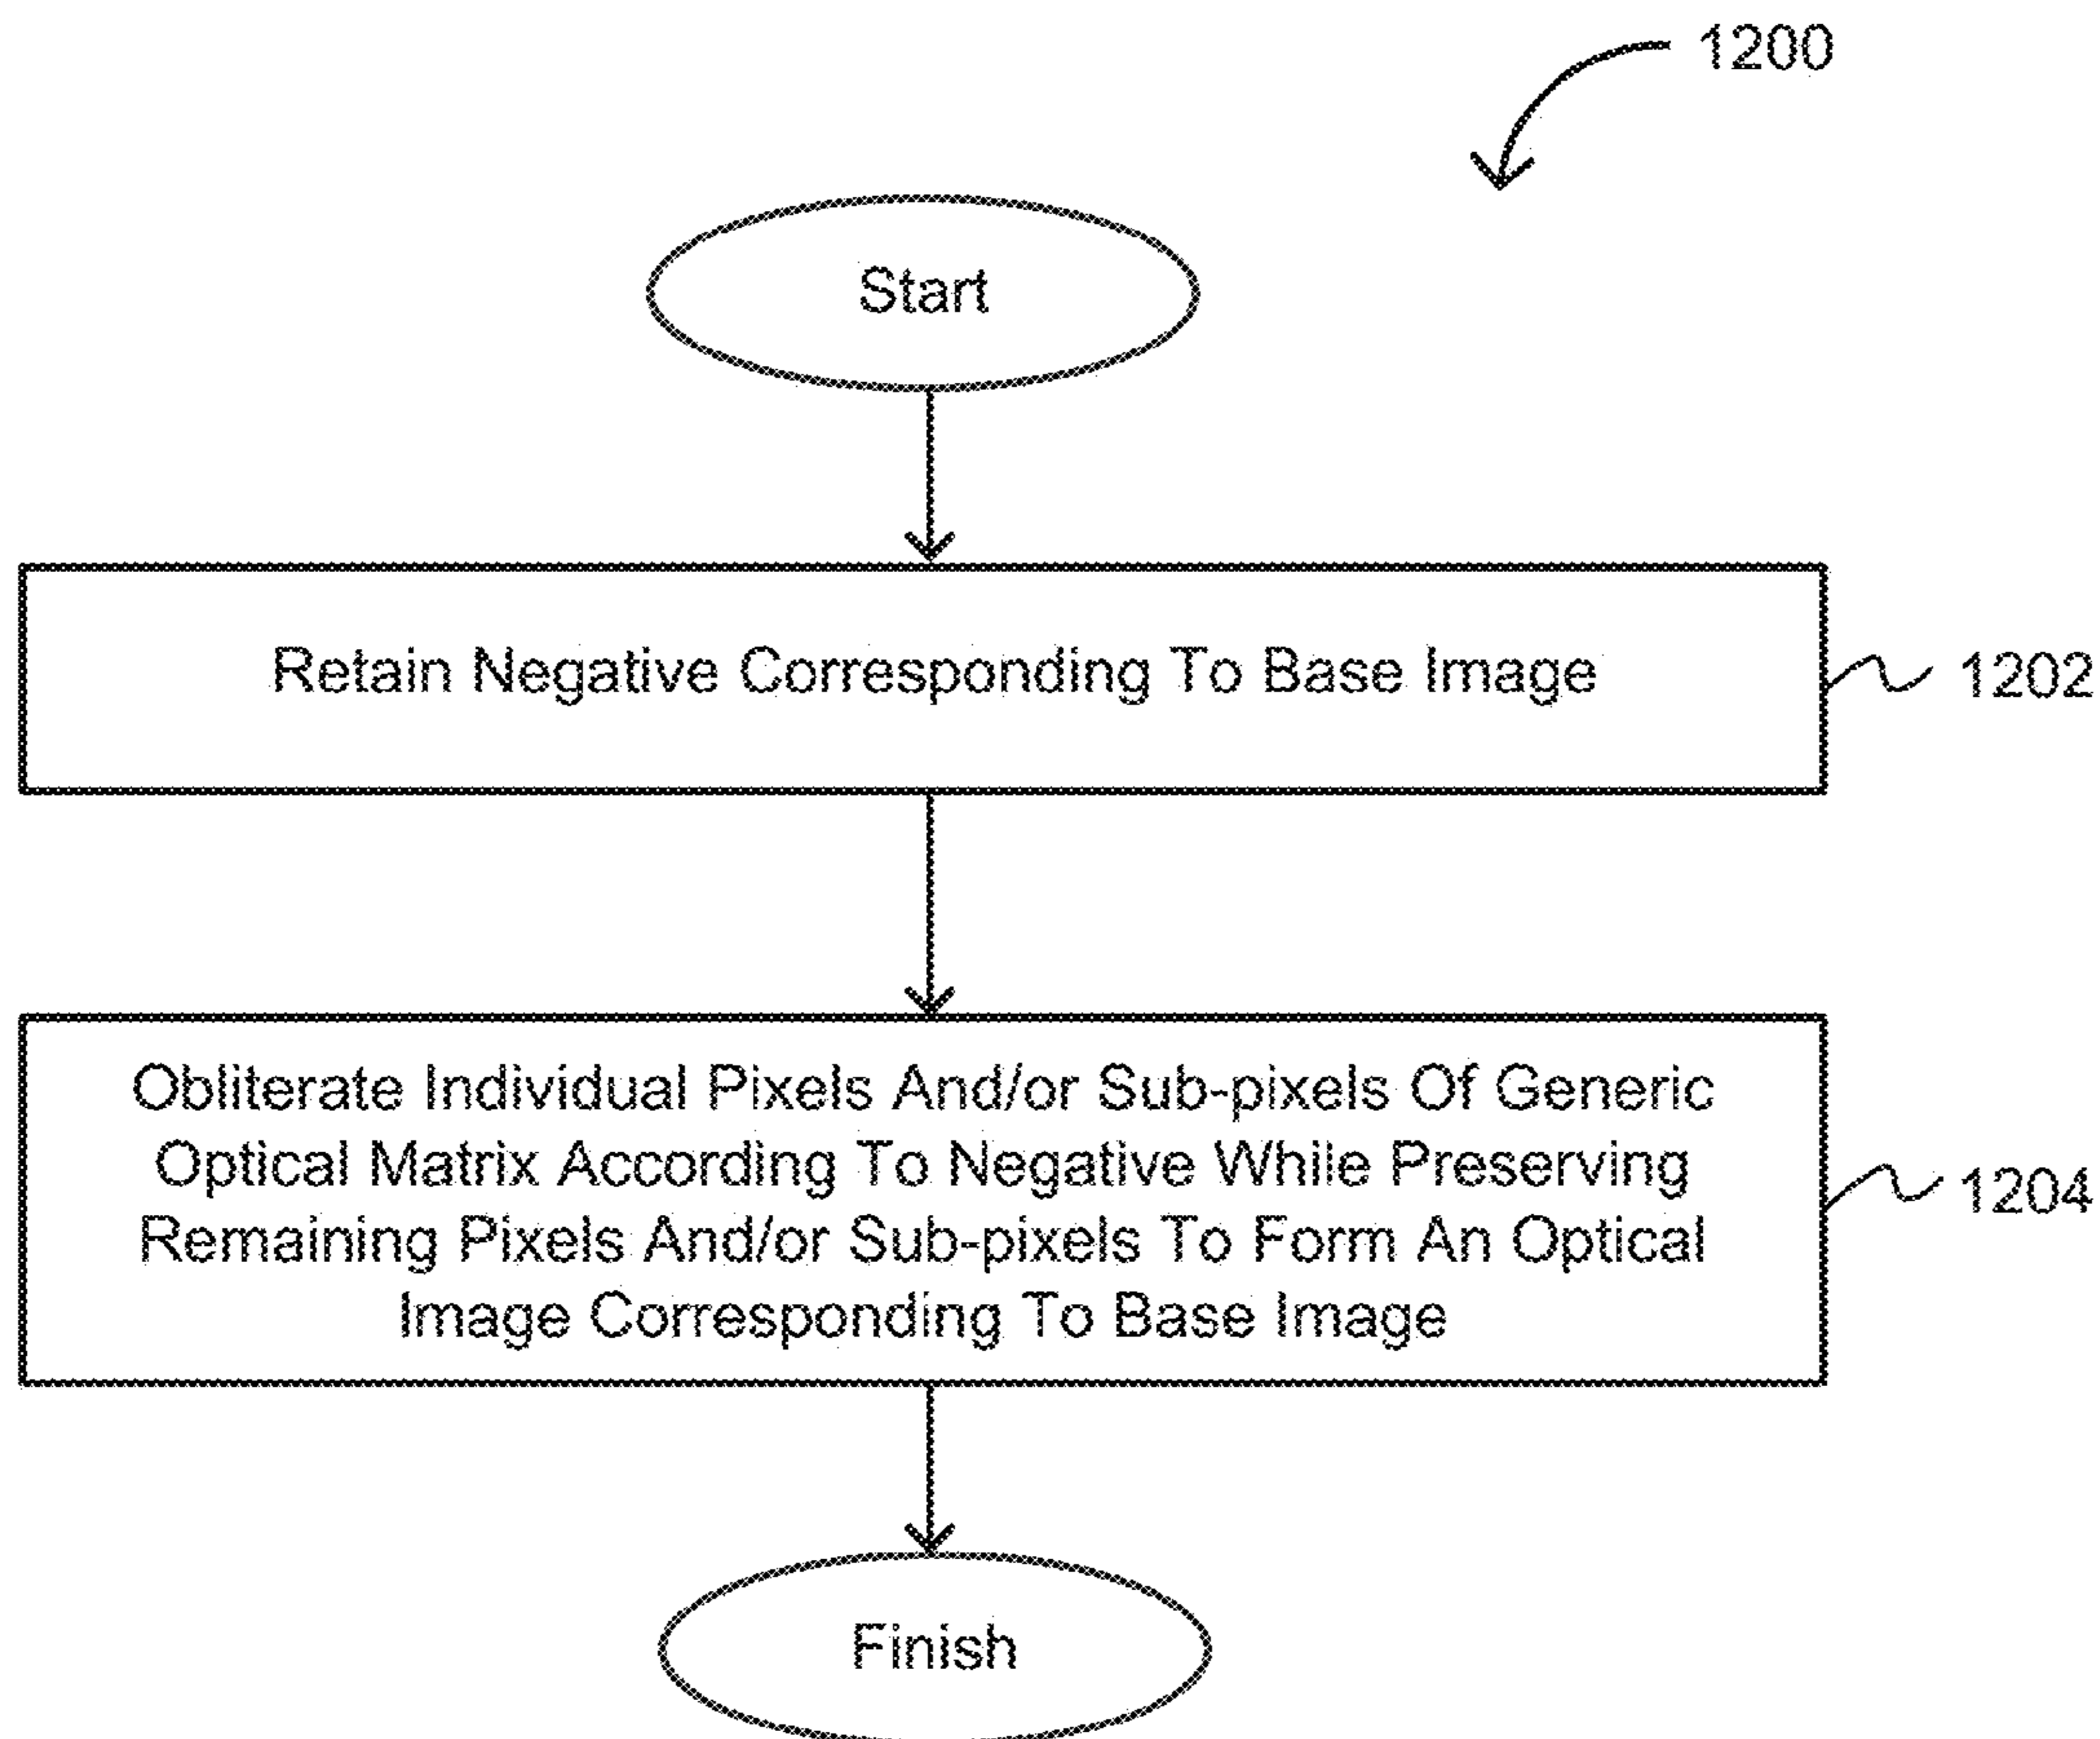 1200
Start
Retain Negative Corresponding To Base Image
1202
Obliterate Individual Pixels And/or Sub-pixels Of Generic
Optical Matrix According To Negative While Preserving
Remaining Pixels And/or Sub-pixels To Form An Optical
Image Corresponding To Base Image
1204
Finish